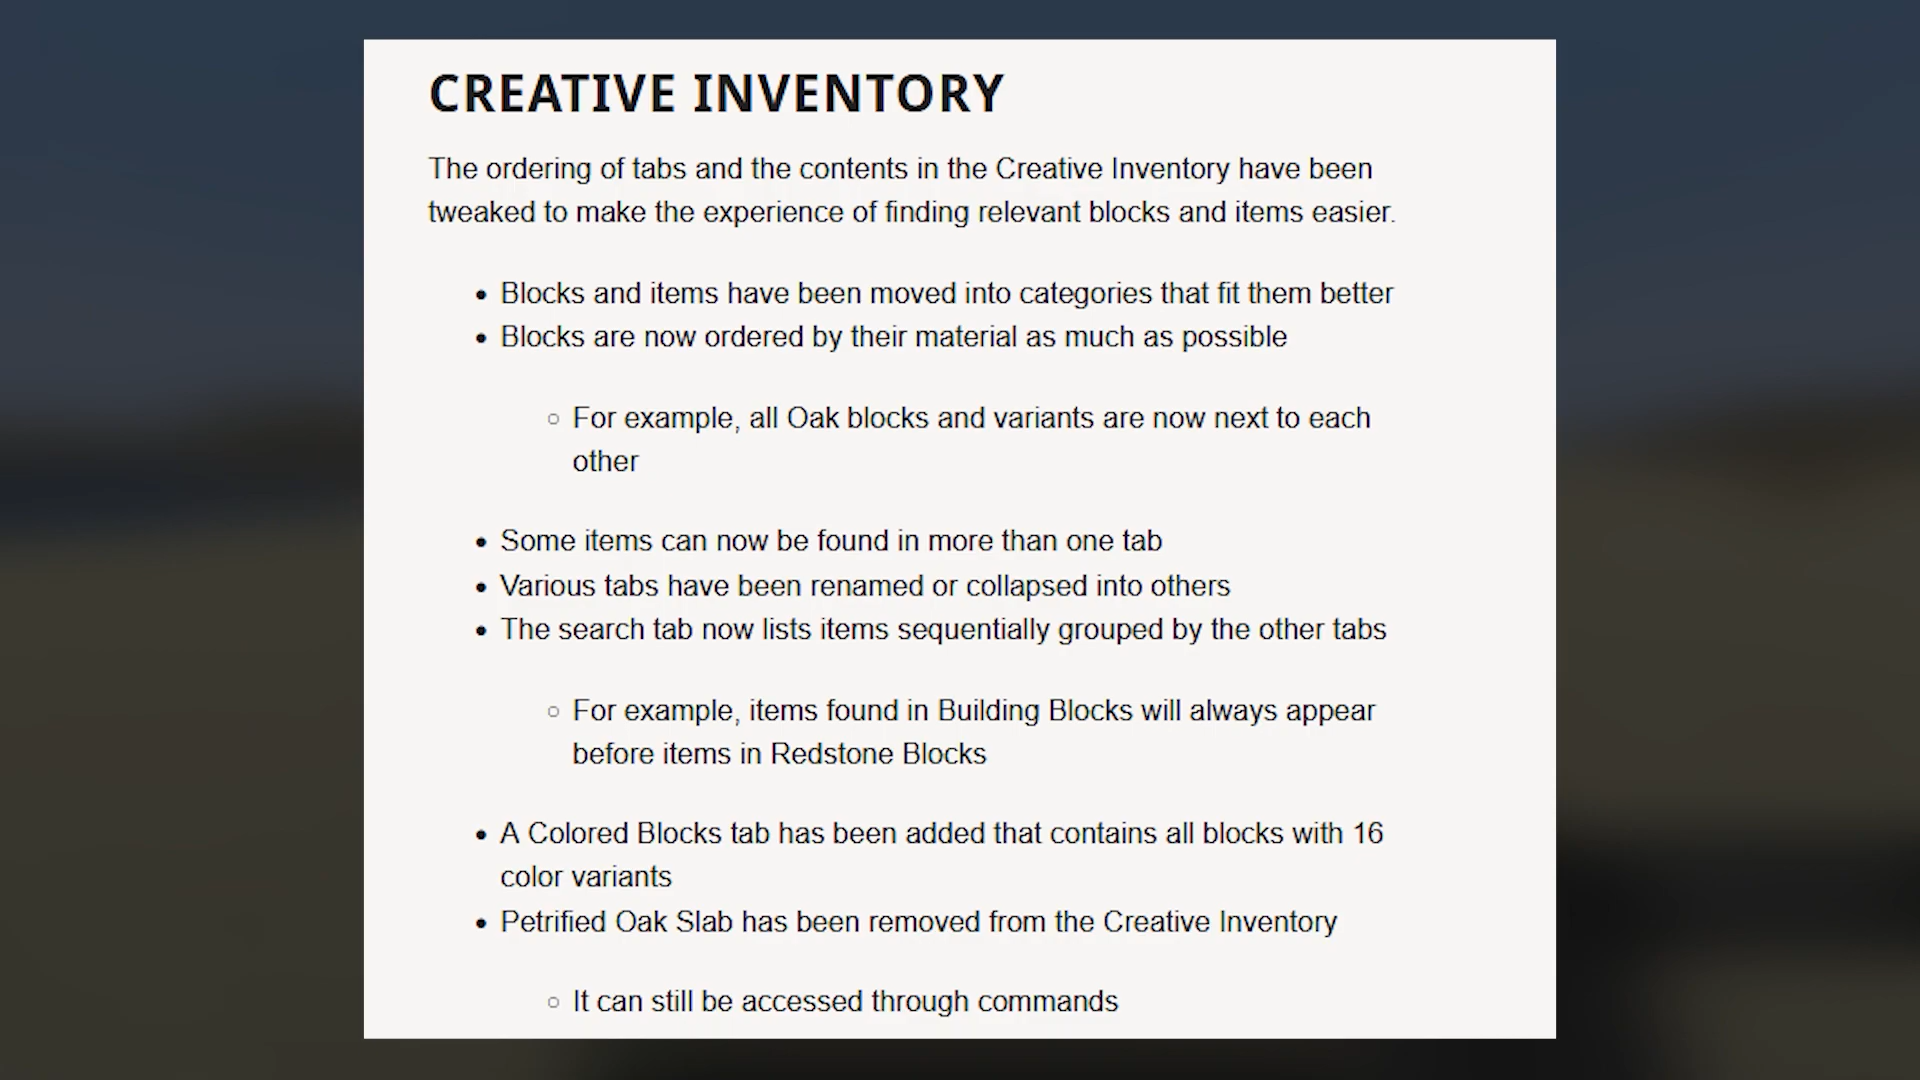 CREATIVE INVENTORY
The ordering of tabs and the contents in the Creative Inventory have been
tweaked to make the experience of finding relevant blocks and items easier.
• Blocks and items have been moved into categories that fit them better
• Blocks are now ordered by their material as much as possible
○ For example, all Oak blocks and variants are now next to each
other
• Some items can now be found in more than one tab
• Various tabs have been renamed or collapsed into others
• The search tab now lists items sequentially grouped by the other tabs
○ For example, items found in Building Blocks will always appear
before items in Redstone Blocks
• A Colored Blocks tab has been added that contains all blocks with 16
color variants
• Petrified Oak Slab has been removed from the Creative Inventory
○ It can still be accessed through commands